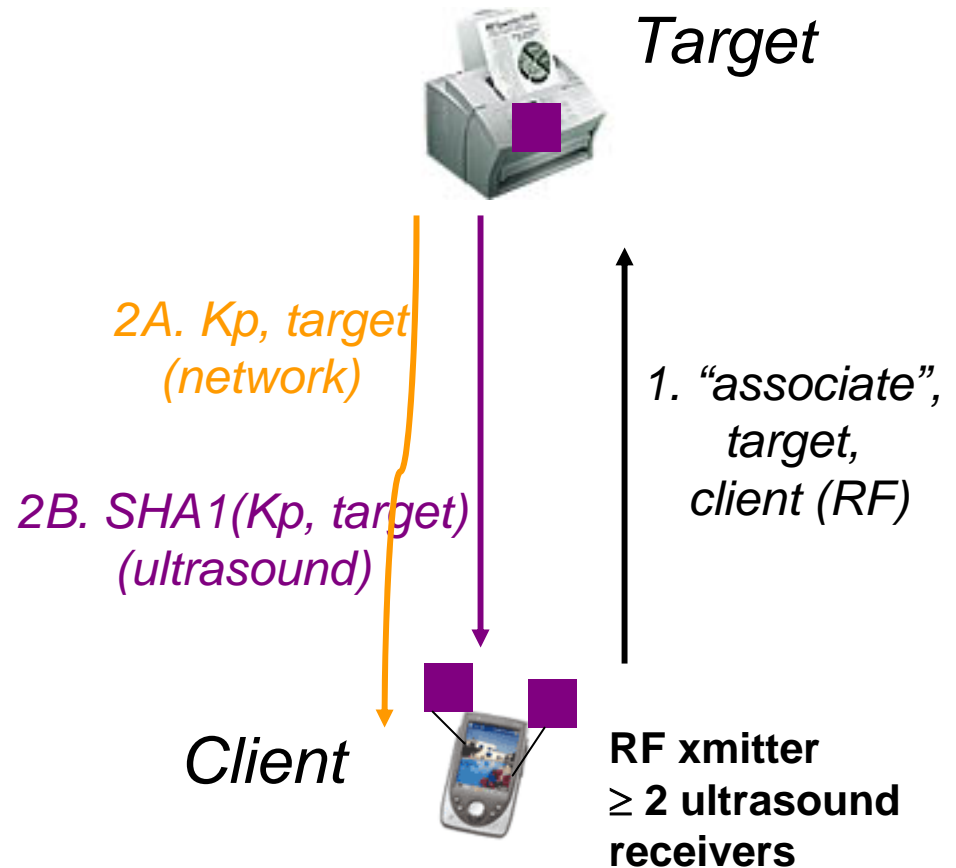 Target
2A. Kp, target
(network)
1. “associate”,
target,
client (RF)
2B. SHA1(Kp, target)
(ultrasound)
Client
RF xmitter
≥ 2 ultrasound
receivers